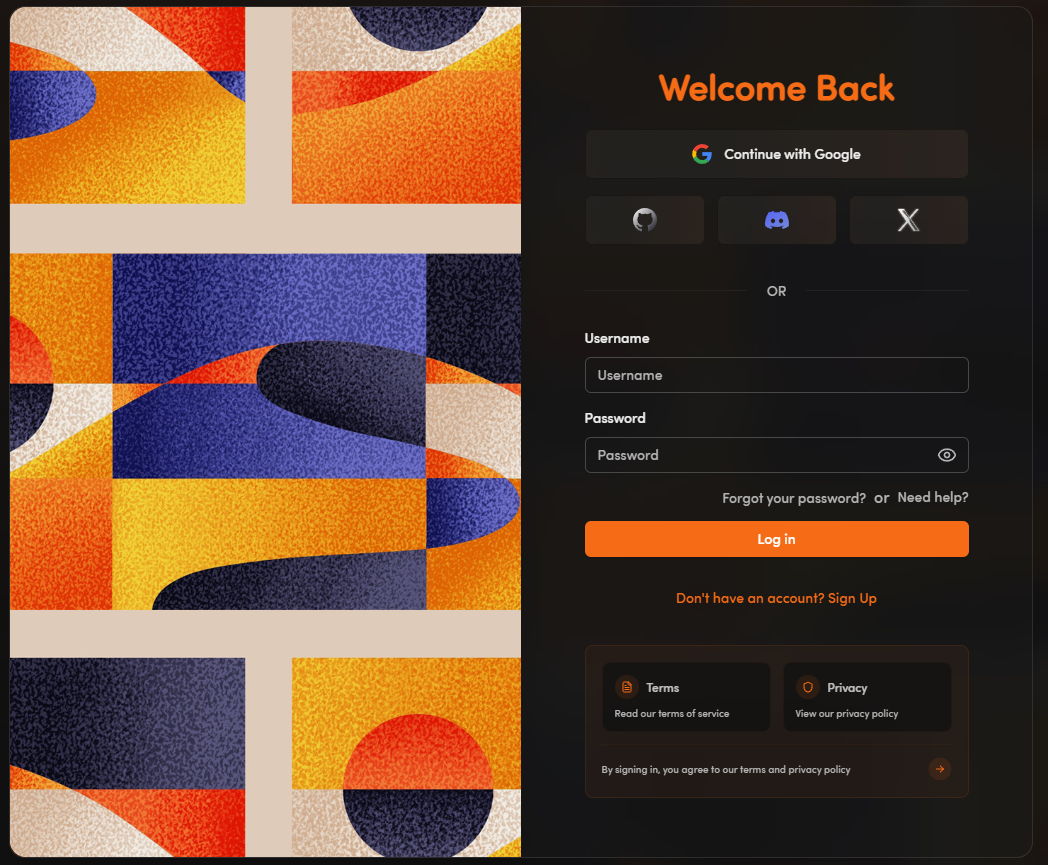 Welcome Back
Continue with Google
OR
Username
Username
Password
Password
Forgot your password? or Need help?
Log in
Don't have an account? Sign Up
Terms
Read our terms of service
Privacy
View our privacy policy
By signing in, you agree to our terms and privacy policy